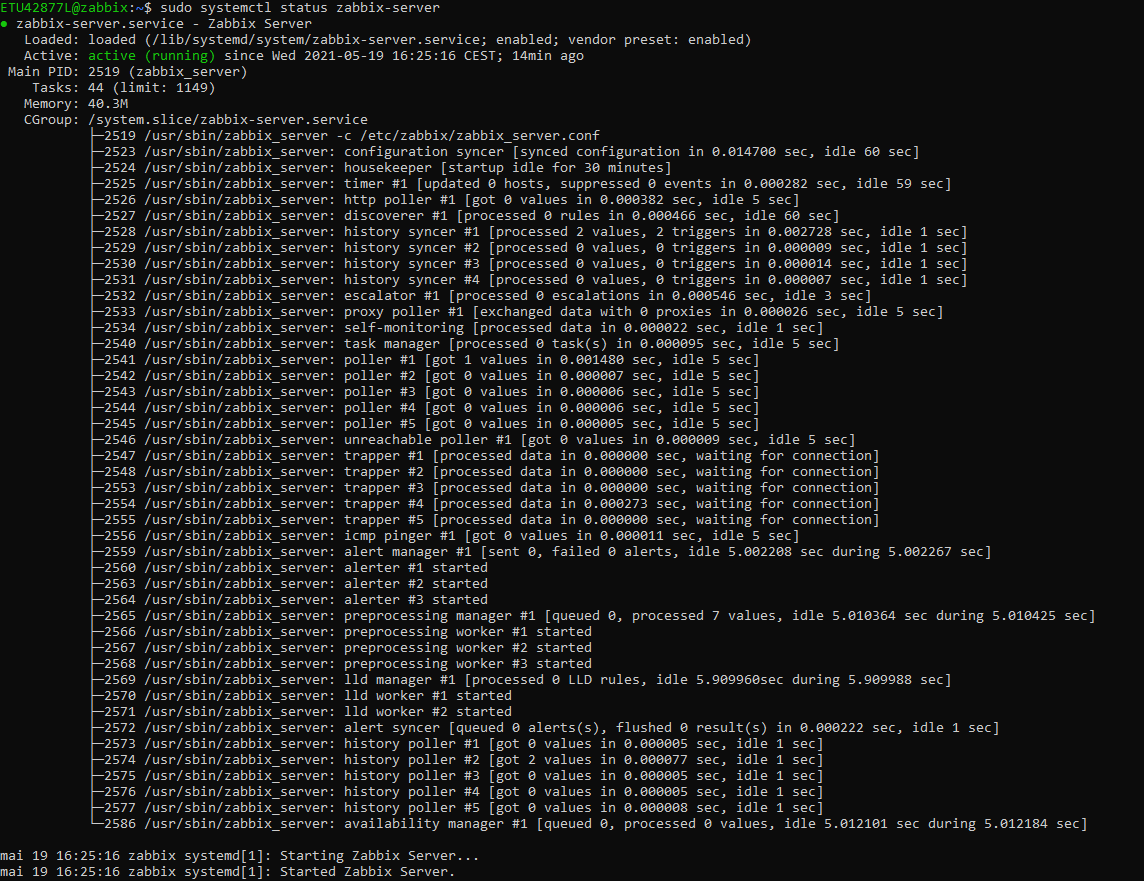 ETU42877L@zabbix:~$ sudo systemctl status zabbix-server
● zabbix-server.service - Zabbix Server
   Loaded: loaded (/lib/systemd/system/zabbix-server.service; enabled; vendor preset: enabled)
   Active: active (running) since Wed 2021-05-19 16:25:16 CEST; 14min ago
 Main PID: 2519 (zabbix_server)
    Tasks: 44 (limit: 1149)
   Memory: 40.3M
   CGroup: /system.slice/zabbix-server.service
           ├─2519 /usr/sbin/zabbix_server -c /etc/zabbix/zabbix_server.conf
           ├─2523 /usr/sbin/zabbix_server: configuration syncer [synced configuration in 0.014700 sec, idle 60 sec]
           ├─2524 /usr/sbin/zabbix_server: housekeeper [startup idle for 30 minutes]
           ├─2525 /usr/sbin/zabbix_server: timer #1 [updated 0 hosts, suppressed 0 events in 0.000282 sec, idle 59 sec]
           ├─2526 /usr/sbin/zabbix_server: http poller #1 [got 0 values in 0.000382 sec, idle 5 sec]
           ├─2527 /usr/sbin/zabbix_server: discoverer #1 [processed 0 rules in 0.000466 sec, idle 60 sec]
           ├─2528 /usr/sbin/zabbix_server: history syncer #1 [processed 2 values, 2 triggers in 0.002728 sec, idle 1 sec]
           ├─2529 /usr/sbin/zabbix_server: history syncer #2 [processed 0 values, 0 triggers in 0.000009 sec, idle 1 sec]
           ├─2530 /usr/sbin/zabbix_server: history syncer #3 [processed 0 values, 0 triggers in 0.000014 sec, idle 1 sec]
           ├─2531 /usr/sbin/zabbix_server: history syncer #4 [processed 0 values, 0 triggers in 0.000007 sec, idle 1 sec]
           ├─2532 /usr/sbin/zabbix_server: escalator #1 [processed 0 escalations in 0.000546 sec, idle 3 sec]
           ├─2533 /usr/sbin/zabbix_server: proxy poller #1 [exchanged data with 0 proxies in 0.000026 sec, idle 5 sec]
           ├─2534 /usr/sbin/zabbix_server: self-monitoring [processed data in 0.000022 sec, idle 1 sec]
           ├─2540 /usr/sbin/zabbix_server: task manager [processed 0 task(s) in 0.000095 sec, idle 5 sec]
           ├─2541 /usr/sbin/zabbix_server: poller #1 [got 1 values in 0.001480 sec, idle 5 sec]
           ├─2542 /usr/sbin/zabbix_server: poller #2 [got 0 values in 0.000007 sec, idle 5 sec]
           ├─2543 /usr/sbin/zabbix_server: poller #3 [got 0 values in 0.000006 sec, idle 5 sec]
           ├─2544 /usr/sbin/zabbix_server: poller #4 [got 0 values in 0.000006 sec, idle 5 sec]
           ├─2545 /usr/sbin/zabbix_server: poller #5 [got 0 values in 0.000005 sec, idle 5 sec]
           ├─2546 /usr/sbin/zabbix_server: unreachable poller #1 [got 0 values in 0.000009 sec, idle 5 sec]
           ├─2547 /usr/sbin/zabbix_server: trapper #1 [processed data in 0.000000 sec, waiting for connection]
           ├─2548 /usr/sbin/zabbix_server: trapper #2 [processed data in 0.000000 sec, waiting for connection]
           ├─2553 /usr/sbin/zabbix_server: trapper #3 [processed data in 0.000000 sec, waiting for connection]
           ├─2554 /usr/sbin/zabbix_server: trapper #4 [processed data in 0.000273 sec, waiting for connection]
           ├─2555 /usr/sbin/zabbix_server: trapper #5 [processed data in 0.000000 sec, waiting for connection]
           ├─2556 /usr/sbin/zabbix_server: icmp pinger #1 [got 0 values in 0.000011 sec, idle 5 sec]
           ├─2559 /usr/sbin/zabbix_server: alert manager #1 [sent 0, failed 0 alerts, idle 5.002208 sec during 5.002267 sec]
           ├─2560 /usr/sbin/zabbix_server: alerter #1 started
           ├─2563 /usr/sbin/zabbix_server: alerter #2 started
           ├─2564 /usr/sbin/zabbix_server: alerter #3 started
           ├─2565 /usr/sbin/zabbix_server: preprocessing manager #1 [queued 0, processed 7 values, idle 5.010364 sec during 5.010425 sec]
           ├─2566 /usr/sbin/zabbix_server: preprocessing worker #1 started
           ├─2567 /usr/sbin/zabbix_server: preprocessing worker #2 started
           ├─2568 /usr/sbin/zabbix_server: preprocessing worker #3 started
           ├─2569 /usr/sbin/zabbix_server: lld manager #1 [processed 0 LLD rules, idle 5.909960sec during 5.909988 sec]
           ├─2570 /usr/sbin/zabbix_server: lld worker #1 started
           ├─2571 /usr/sbin/zabbix_server: lld worker #2 started
           ├─2572 /usr/sbin/zabbix_server: alert syncer [queued 0 alerts(s), flushed 0 result(s) in 0.000222 sec, idle 1 sec]
           ├─2573 /usr/sbin/zabbix_server: history poller #1 [got 0 values in 0.000005 sec, idle 1 sec]
           ├─2574 /usr/sbin/zabbix_server: history poller #2 [got 2 values in 0.000077 sec, idle 1 sec]
           ├─2575 /usr/sbin/zabbix_server: history poller #3 [got 0 values in 0.000005 sec, idle 1 sec]
           ├─2576 /usr/sbin/zabbix_server: history poller #4 [got 0 values in 0.000005 sec, idle 1 sec]
           ├─2577 /usr/sbin/zabbix_server: history poller #5 [got 0 values in 0.000008 sec, idle 1 sec]
           └─2586 /usr/sbin/zabbix_server: availability manager #1 [queued 0, processed 0 values, idle 5.012101 sec during 5.012184 sec]

mai 19 16:25:16 zabbix systemd[1]: Starting Zabbix Server...
mai 19 16:25:16 zabbix systemd[1]: Started Zabbix Server.